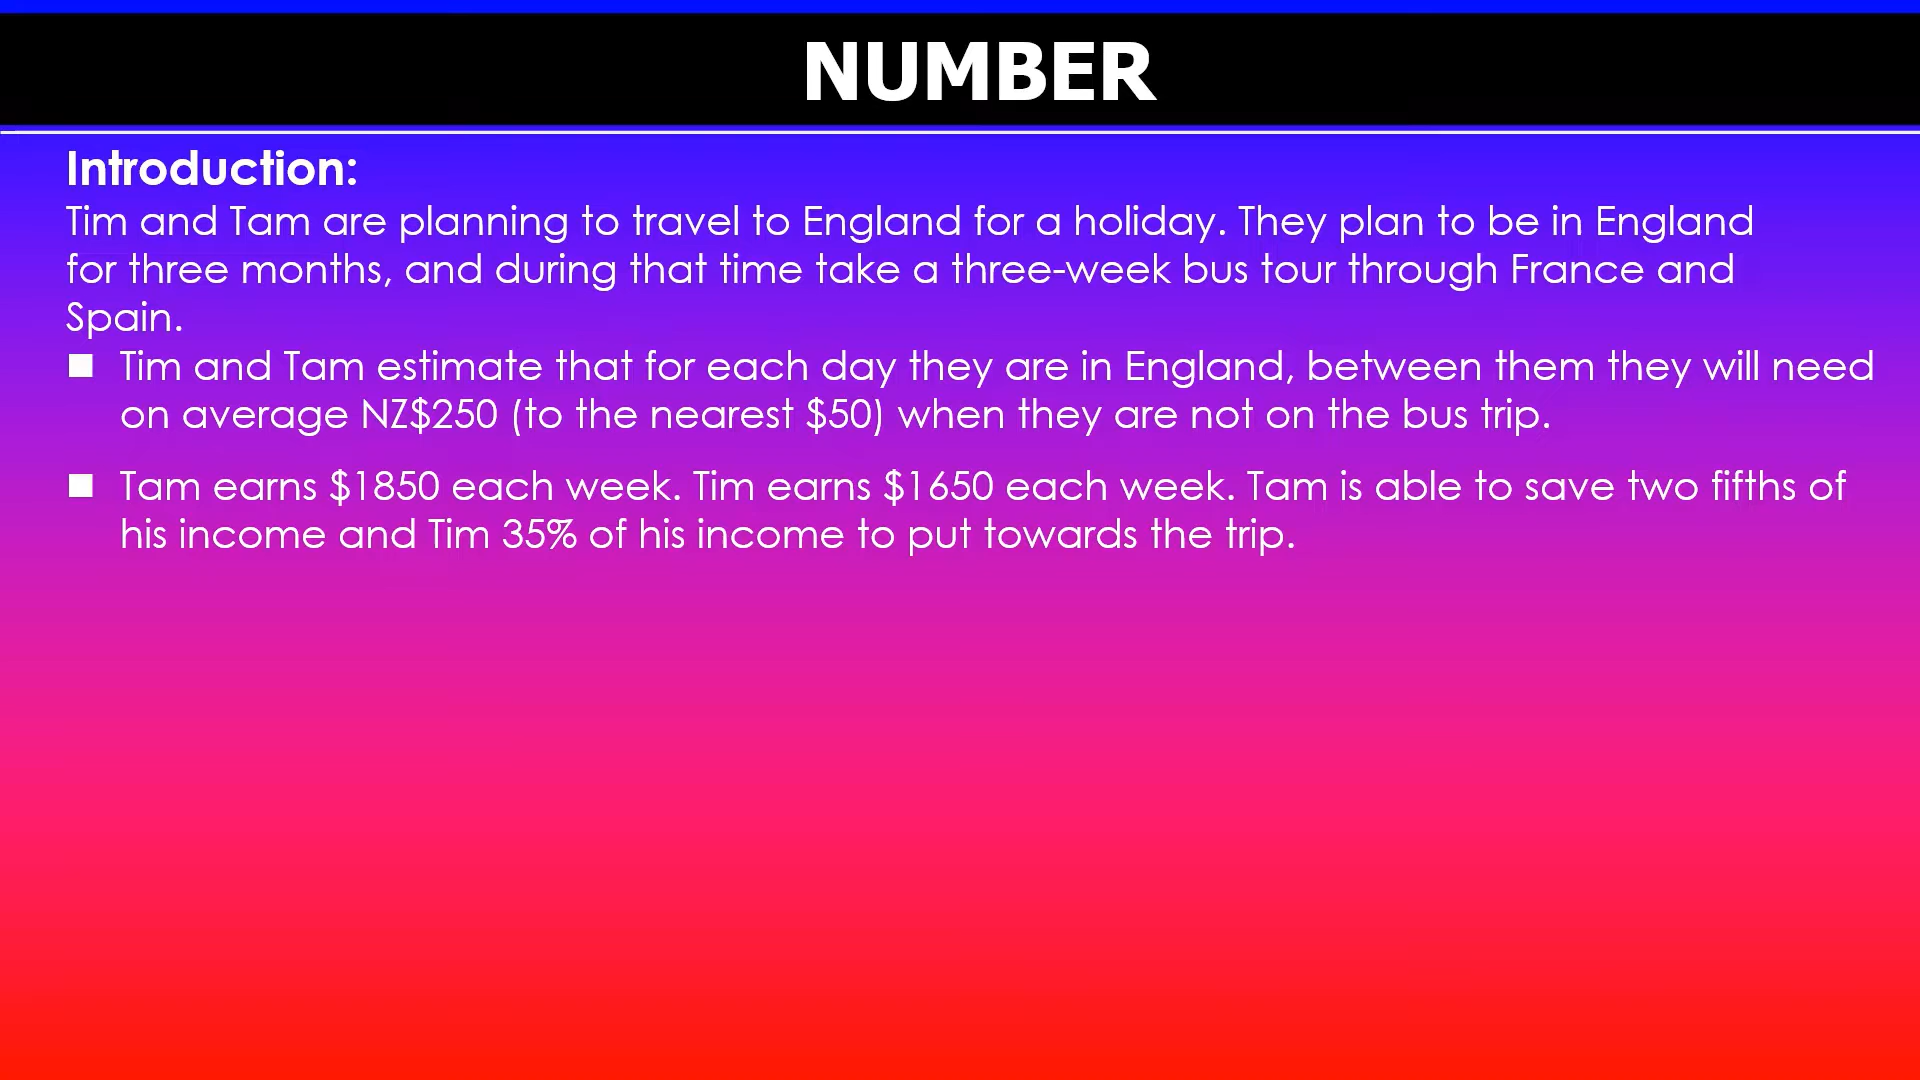 NUMBER
Introduction:
Tim and Tam are planning to travel to England for a holiday. They plan to be in England
for three months, and during that time take a three-week bus tour through France and
Spain.
■ Tim and Tam estimate that for each day they are in England, between them they will need
on average NZ$250 (to the nearest $50) when they are not on the bus trip.
■ Tam earns $1850 each week. Tim earns $1650 each week. Tam is able to save two fifths of
his income and Tim 35% of his income to put towards the trip.